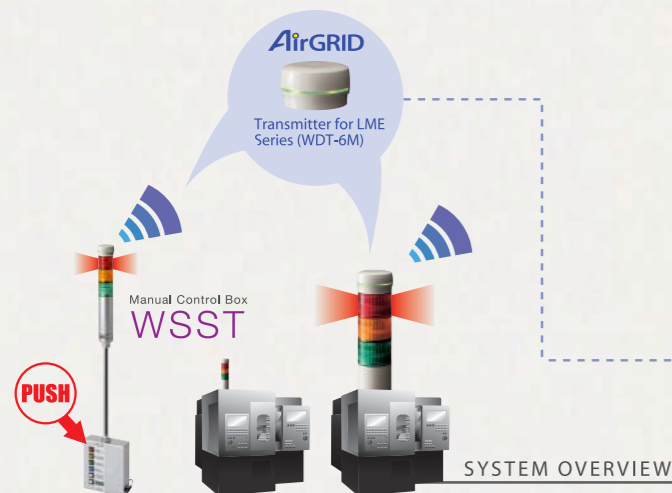 AirGRID
Transmitter for LME
Series (WDT-6M)
Manual Control Box
WSST
PUSH
SYSTEM OVERVIEW